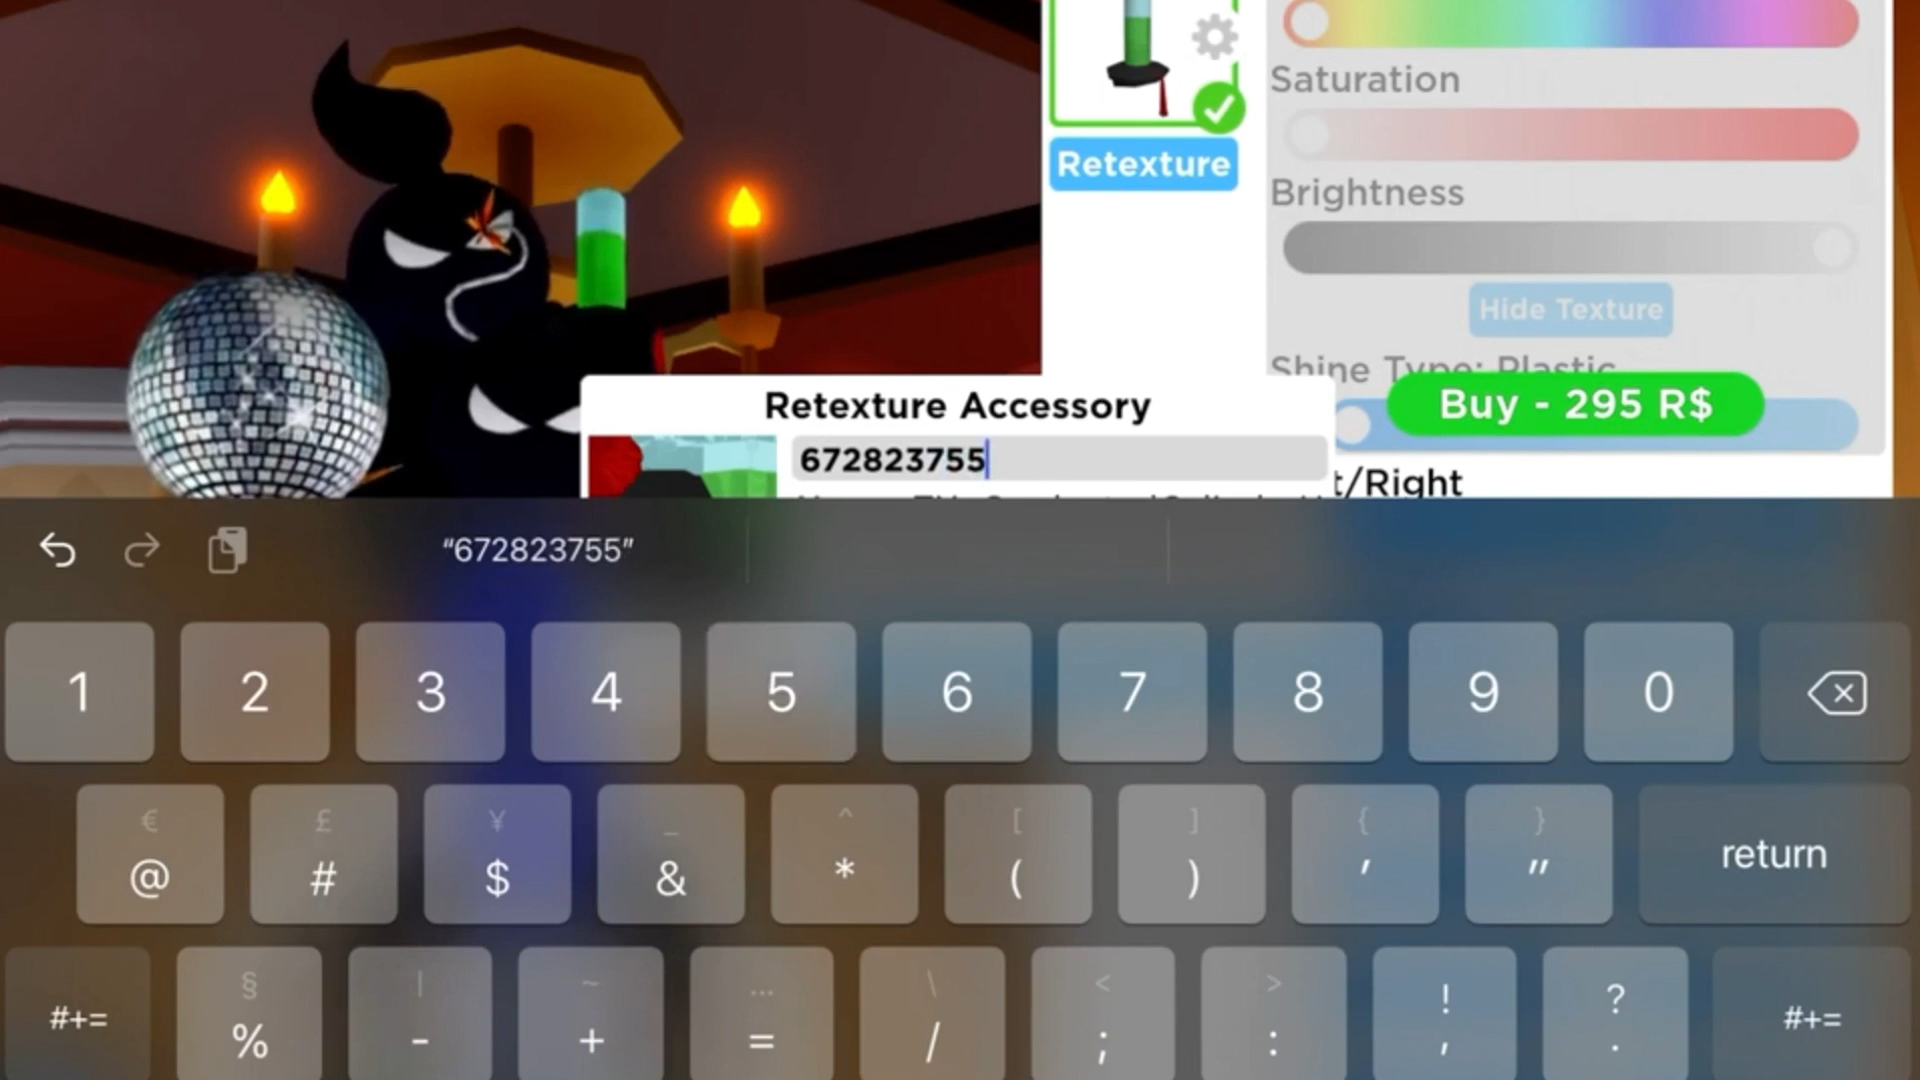 Saturation
Retexture
Brightness
Hide Texture
Shine Type: Plastic
Buy - 295 R$
Retexture Accessory
672823755
t/Right
“672823755”
1 2 3 4 5 6 7 8 9 0
€ £ ¥ _ ^ [ ] { }
@ # $ & * ( ) ' " return
§ | ~ … \ < > ! ?
#+= % - + = / ; : , . #+=